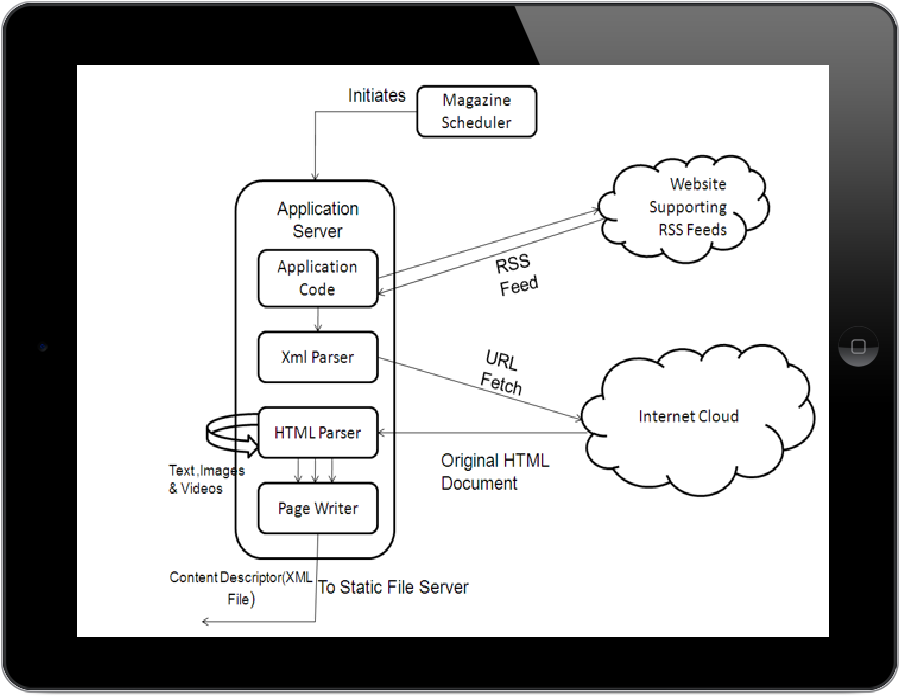 Initiates
Magazine
Scheduler
Application
Server
Website
Supporting
RSS Feeds
Application
Code
RSS
Feed
Xml Parser
URL
Fetch
Internet Cloud
HTML Parser
Original HTML
Document
Text,Images
& Videos
Page Writer
Content Descriptor(XML
File)
To Static File Server